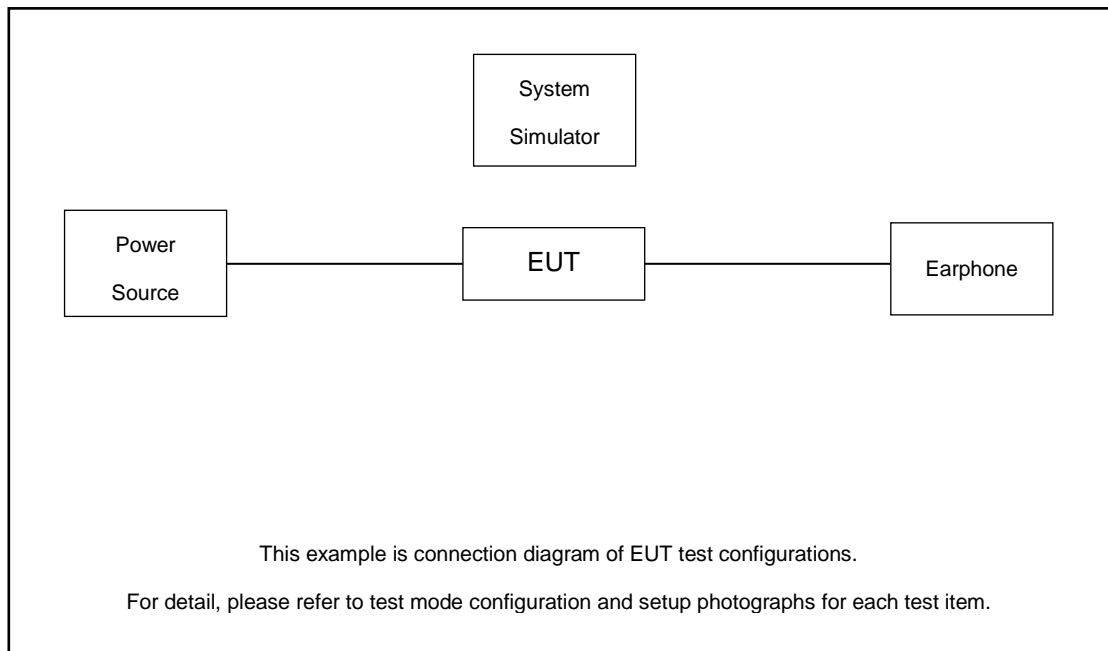 System
Simulator
Power
Source
EUT
Earphone
This example is connection diagram of EUT test configurations.
For detail, please refer to test mode configuration and setup photographs for each test item.